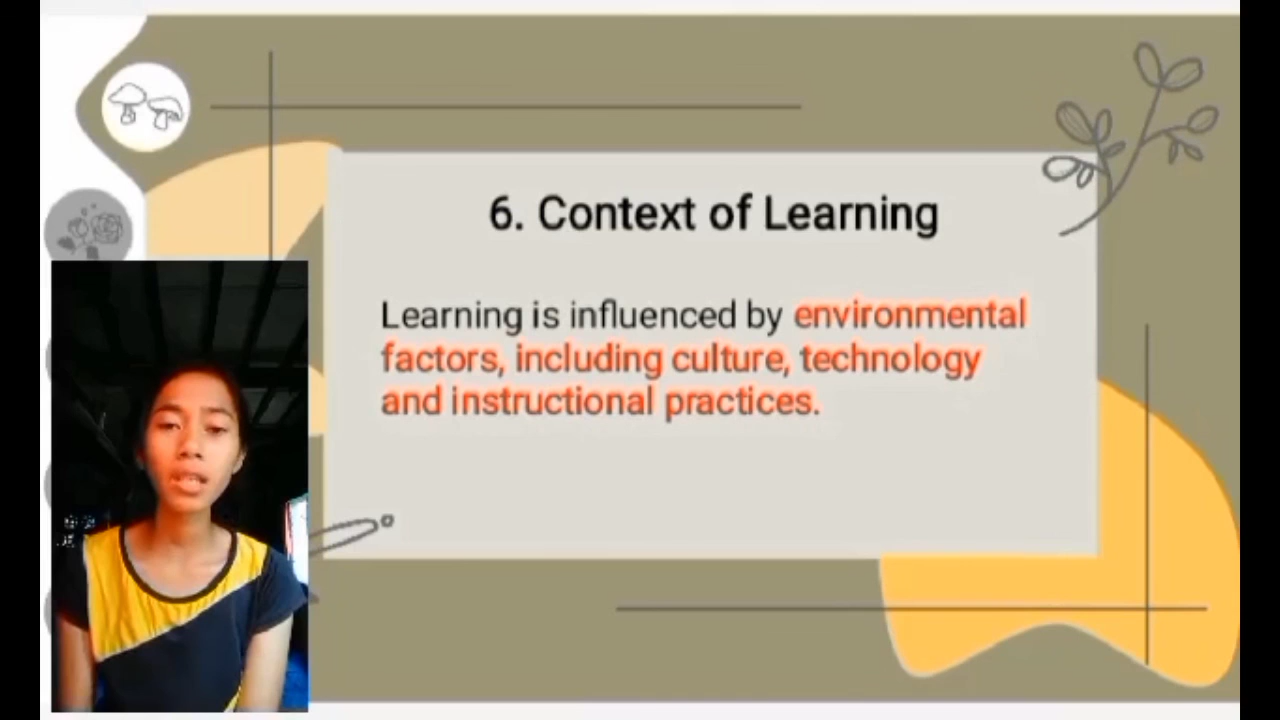 6. Context of Learning
Learning is influenced by environmental
factors, including culture, technology
and instructional practices.